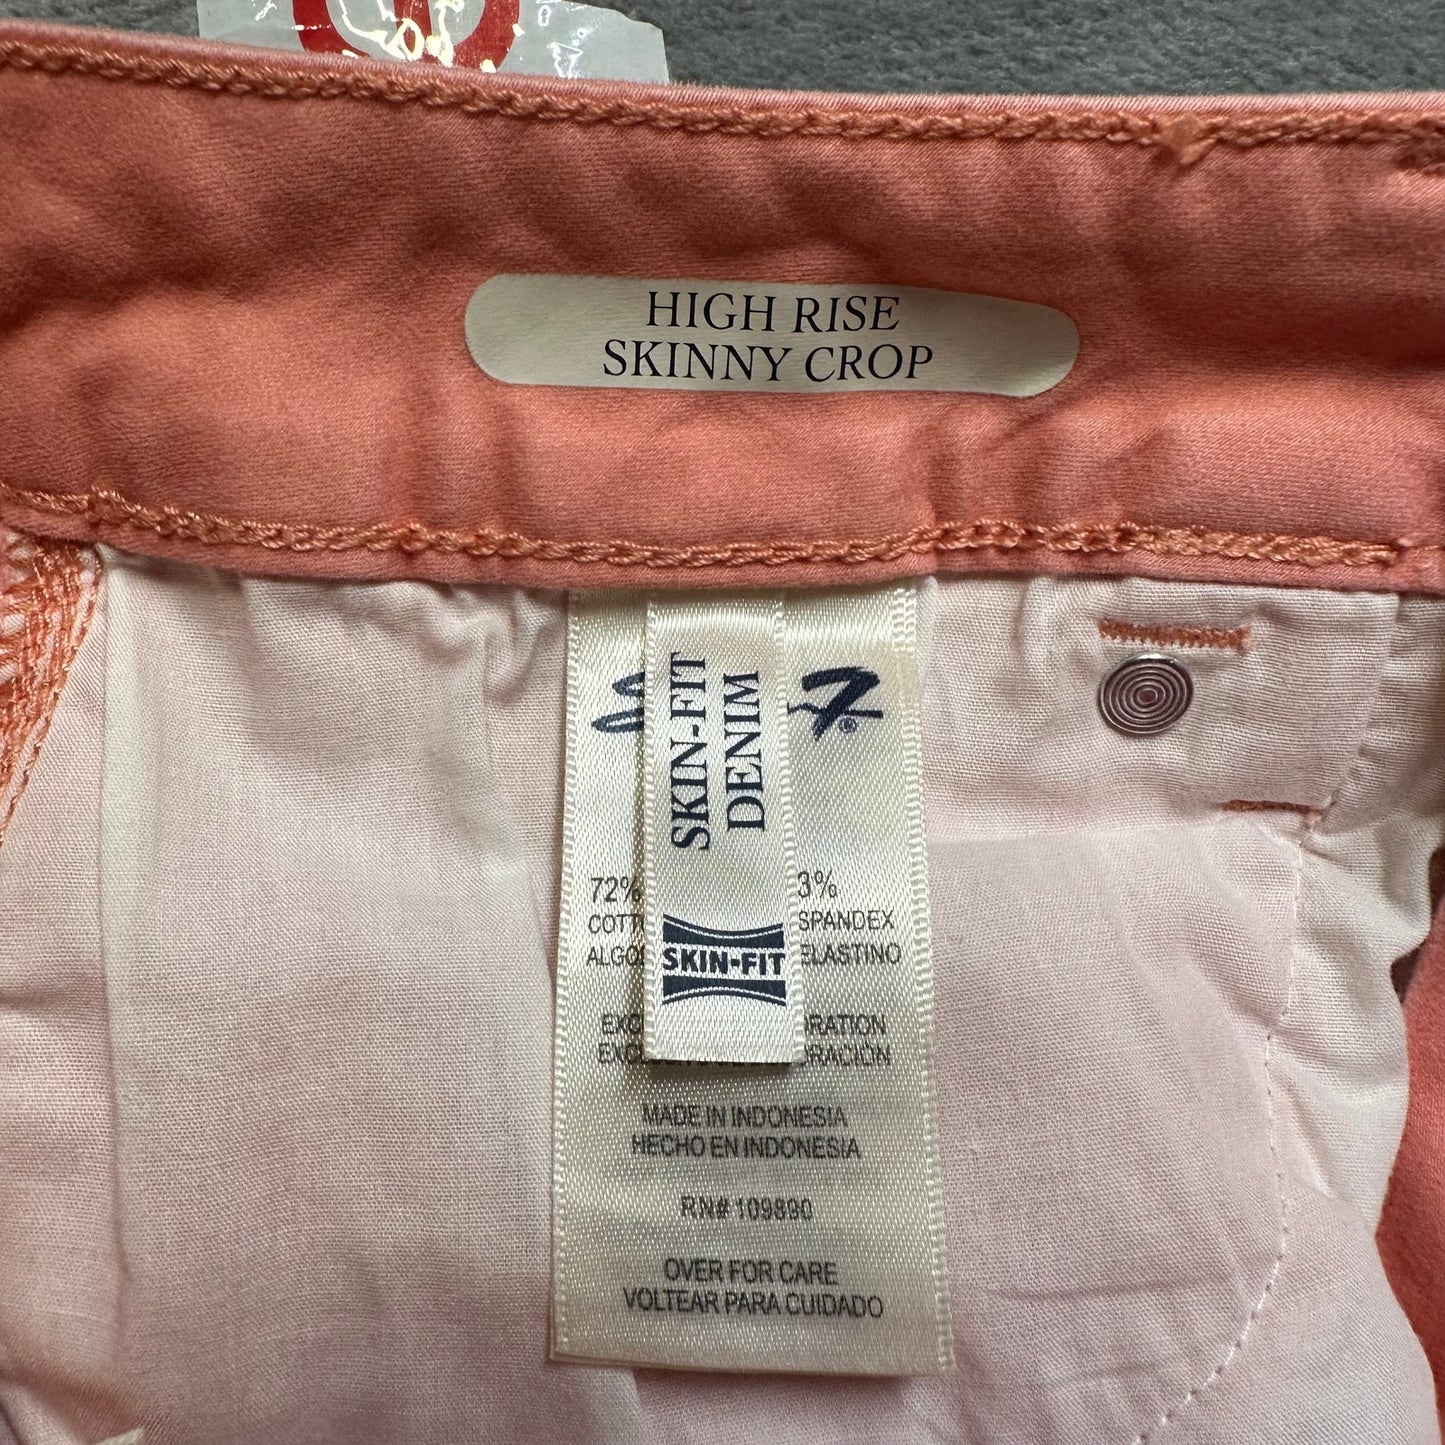 HIGH RISE
SKINNY CROP
7
®
SKIN-FIT
DENIM
72%
3%
SPANDEX
ELASTINO
SKIN-FIT
MADE IN INDONESIA
HECHO EN INDONESIA
RN# 109890
OVER FOR CARE
VOLTEAR PARA CUIDADO